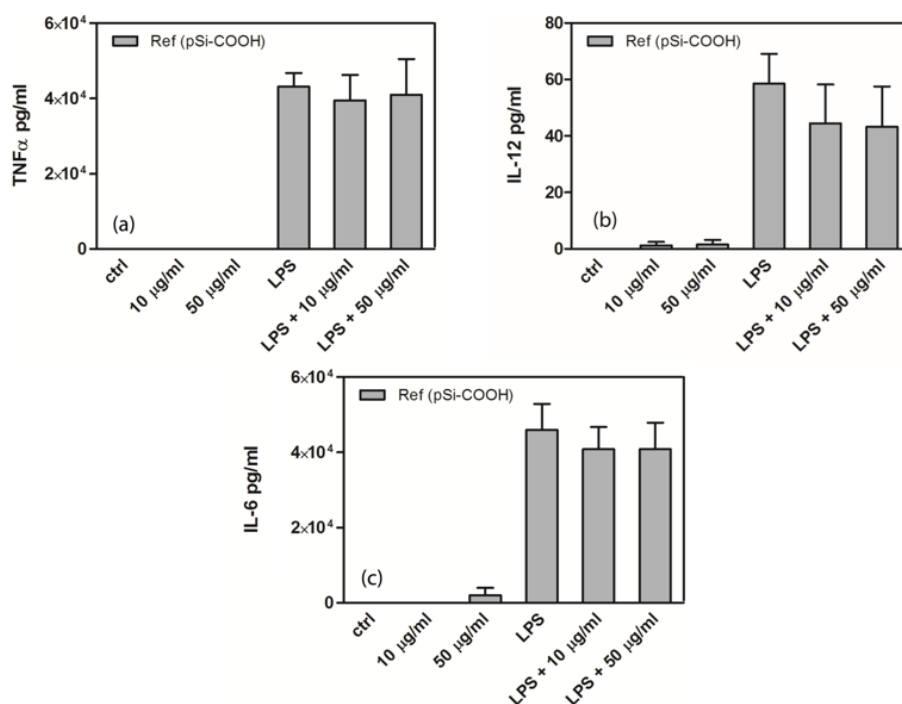 6×10⁴
4×10⁴
2×10⁴
0
TNFα pg/ml
Ref (pSi-COOH)
(a)
ctrl
10 µg/ml
50 µg/ml
LPS
LPS + 10 µg/ml
LPS + 50 µg/ml
80
60
40
20
0
IL-12 pg/ml
Ref (pSi-COOH)
(b)
ctrl
10 µg/ml
50 µg/ml
LPS
LPS + 10 µg/ml
LPS + 50 µg/ml
6×10⁴
4×10⁴
2×10⁴
0
IL-6 pg/ml
Ref (pSi-COOH)
(c)
ctrl
10 µg/ml
50 µg/ml
LPS
LPS + 10 µg/ml
LPS + 50 µg/ml